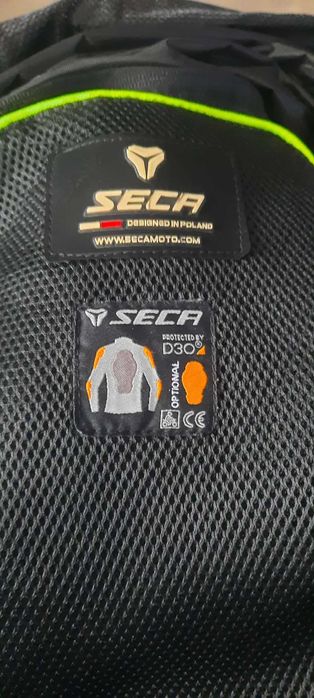 SECA
DESIGNED IN POLAND
WWW.SECAMOTO.COM
SECA
PROTECTED BY
D3O®
OPTIONAL
CE